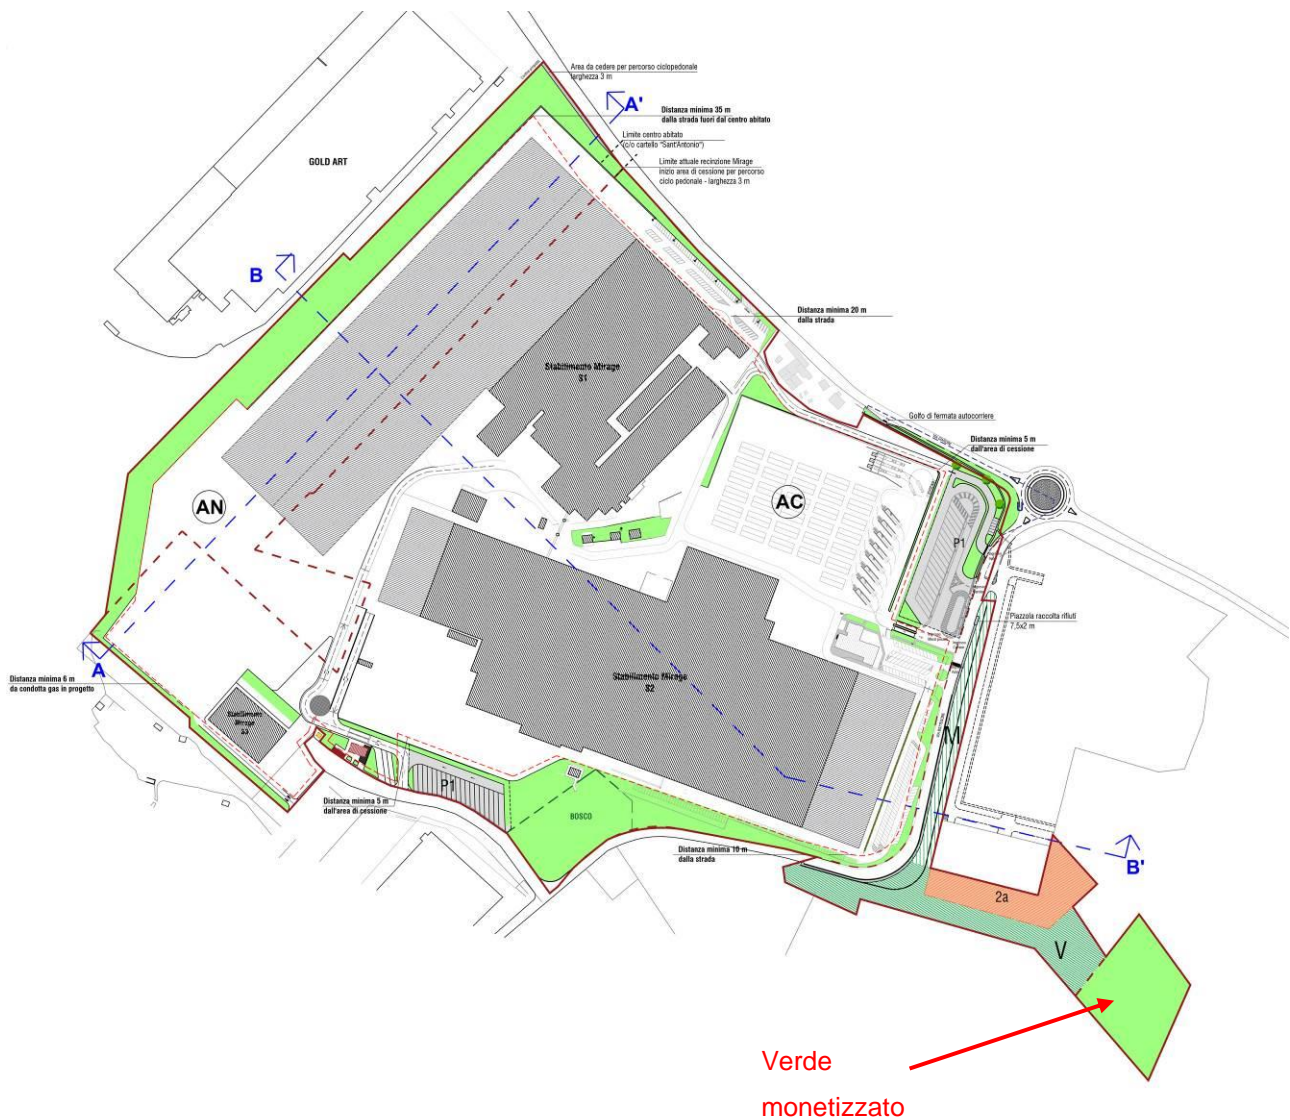 Area da cedere per percorso ciclopedonale
larghezza 3 m
A'
Distanza minima 35 m
dalla strada fuori dal centro abitato
Limite centro abitato
(c/o cartello "Sant'Antonio")
GOLD ART
Limite attuale recinzione Mirage
inizio area di cessione per percorso
ciclo pedonale - larghezza 3 m
B
Distanza minima 20 m
dalla strada
Stabilimento Mirage
S1
Golfo di fermata autocorriere
Distanza minima 5 m
dall'area di cessione
AN
AC
P1
Piazzola raccolta rifiuti
7,5x2 m
A
Distanza minima 6 m
da condotta gas in progetto
Stabilimento Mirage
S2
Stabilimento
Mirage
S3
M
P1
Distanza minima 5 m
dall'area di cessione
BOSCO
Distanza minima 10 m
dalla strada
B'
2a
V
Verde
monetizzato